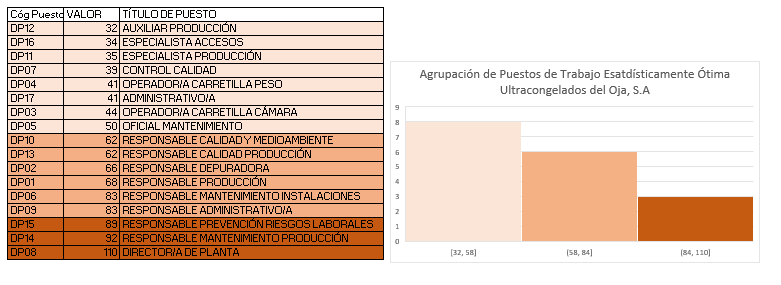 Cóg Puesto VALOR TÍTULO DE PUESTO
DP12 32 AUXILIAR PRODUCCIÓN
DP16 34 ESPECIALISTA ACCESOS
DP11 35 ESPECIALISTA PRODUCCIÓN
DP07 39 CONTROL CALIDAD
DP04 41 OPERADOR/A CARRETILLA PESO
DP17 41 ADMINISTRATIVO/A
DP03 44 OPERADOR/A CARRETILLA CÁMARA
DP05 50 OFICIAL MANTENIMIENTO
DP10 62 RESPONSABLE CALIDAD Y MEDIOAMBIENTE
DP13 62 RESPONSABLE CALIDAD PRODUCCIÓN
DP02 66 RESPONSABLE DEPURADORA
DP01 68 RESPONSABLE PRODUCCIÓN
DP06 83 RESPONSABLE MANTENIMIENTO INSTALACIONES
DP09 83 RESPONSABLE ADMINISTRATIVO/A
DP15 89 RESPONSABLE PREVENCIÓN RIESGOS LABORALES
DP14 92 RESPONSABLE MANTENIMIENTO PRODUCCIÓN
DP08 110 DIRECTOR/A DE PLANTA
Agrupación de Puestos de Trabajo Esatdísticamente Ótima
Ultracongelados del Oja, S.A
9
8
7
6
5
4
3
2
1
0
[32, 58] (58, 84] (84, 110]